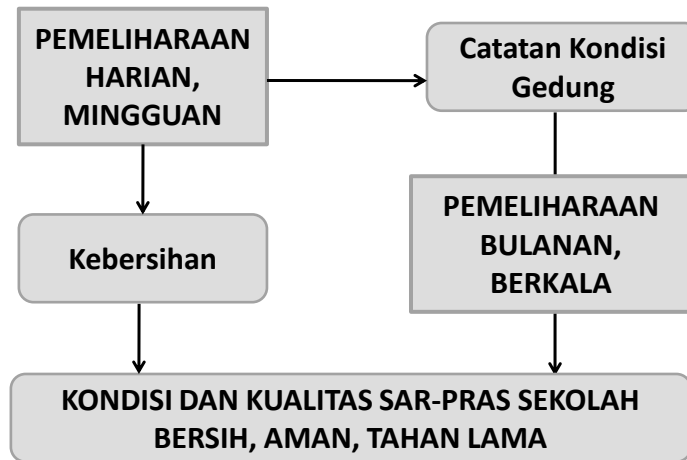 PEMELIHARAAN
HARIAN,
MINGGUAN
Catatan Kondisi
Gedung
Kebersihan
PEMELIHARAAN
BULANAN,
BERKALA
KONDISI DAN KUALITAS SAR-PRAS SEKOLAH
BERSIH, AMAN, TAHAN LAMA